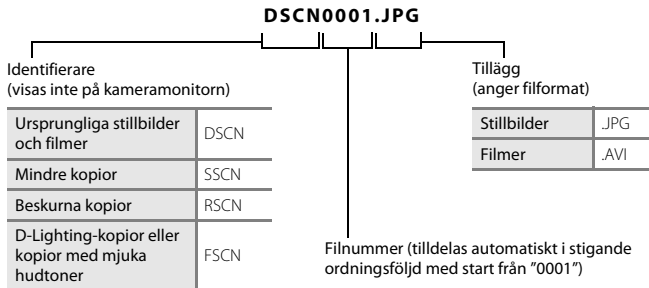 DSCN0001.JPG
Identifierare
(visas inte på kameramonitorn)
Ursprungliga stillbilder
och filmer
DSCN
Mindre kopior
SSCN
Beskurna kopior
RSCN
D-Lighting-kopior eller
kopior med mjuka
hudtoner
FSCN
Tillägg
(anger filformat)
Stillbilder
.JPG
Filmer
.AVI
Filnummer (tilldelas automatiskt i stigande
ordningsföljd med start från ”0001”)